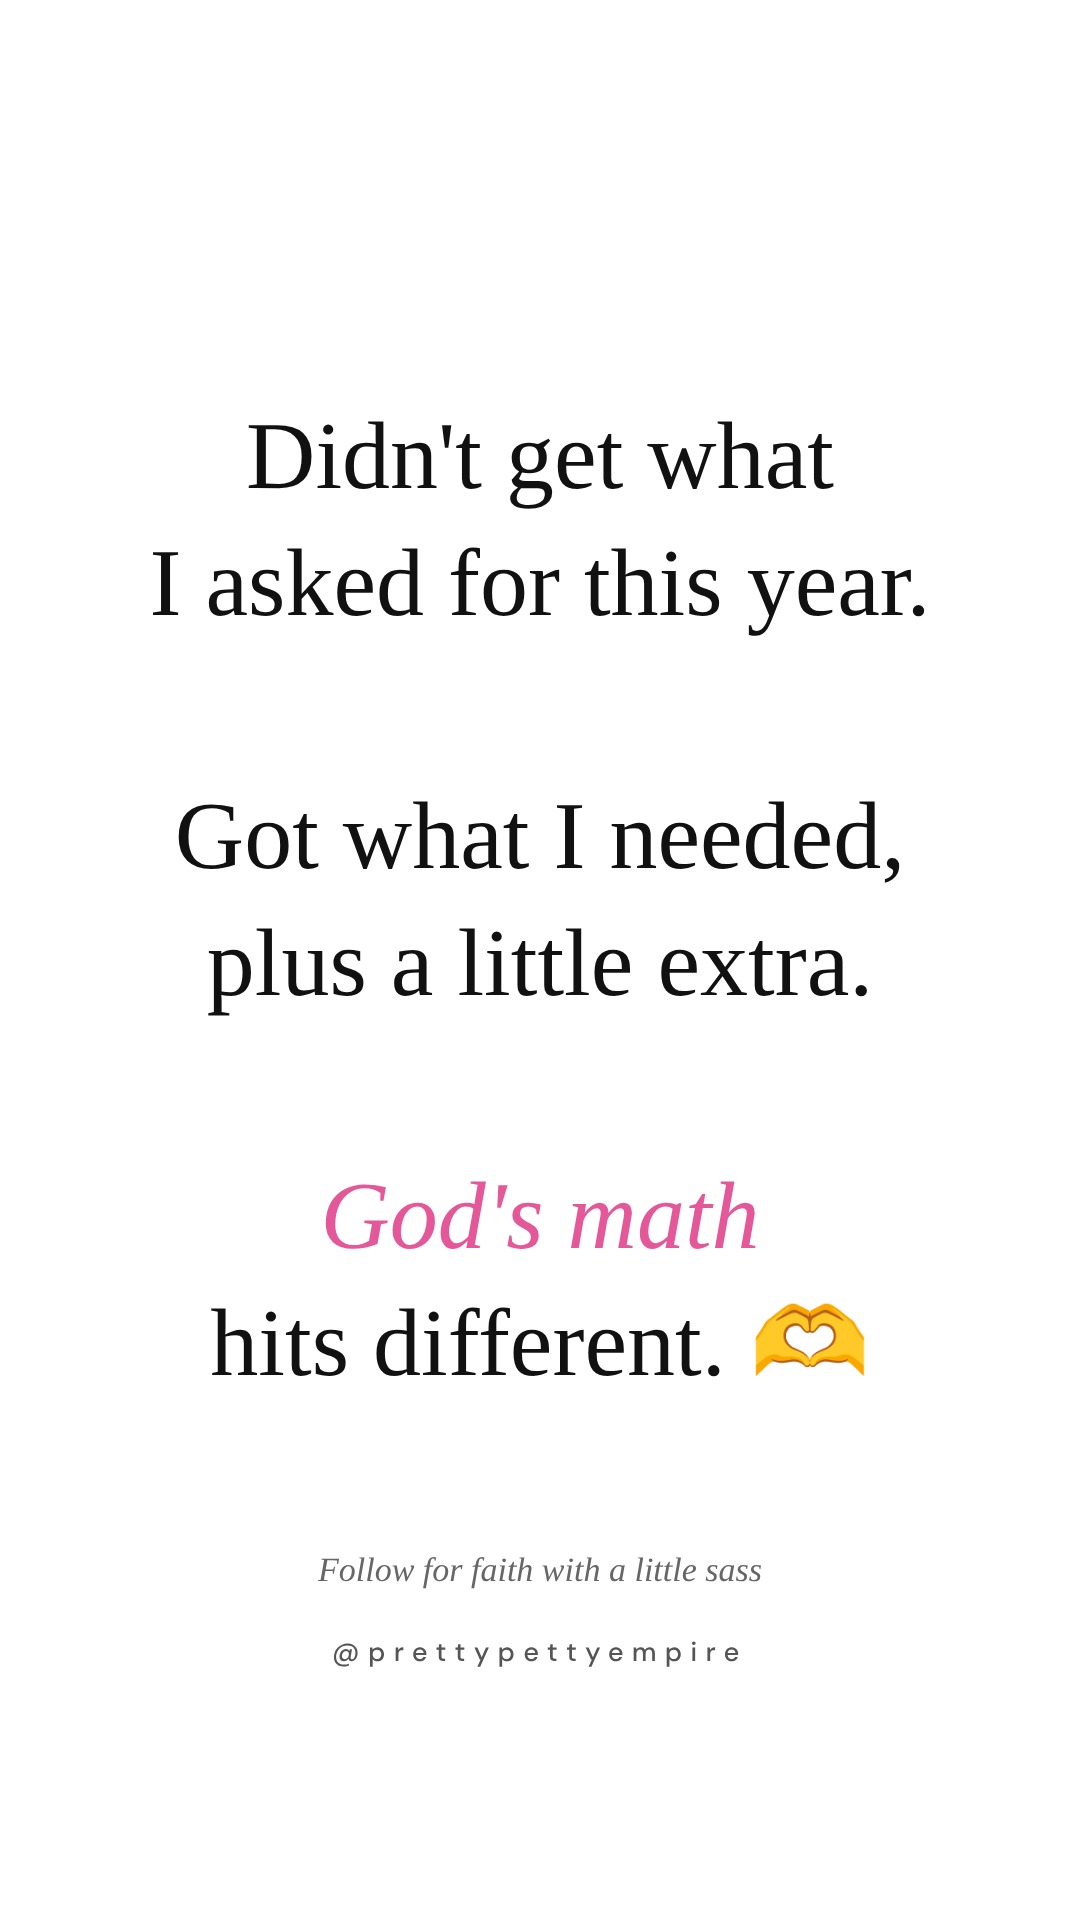 Didn't get what
I asked for this year.
Got what I needed,
plus a little extra.
God's math
hits different. 🫶
Follow for faith with a little sass
@prettypettyempire